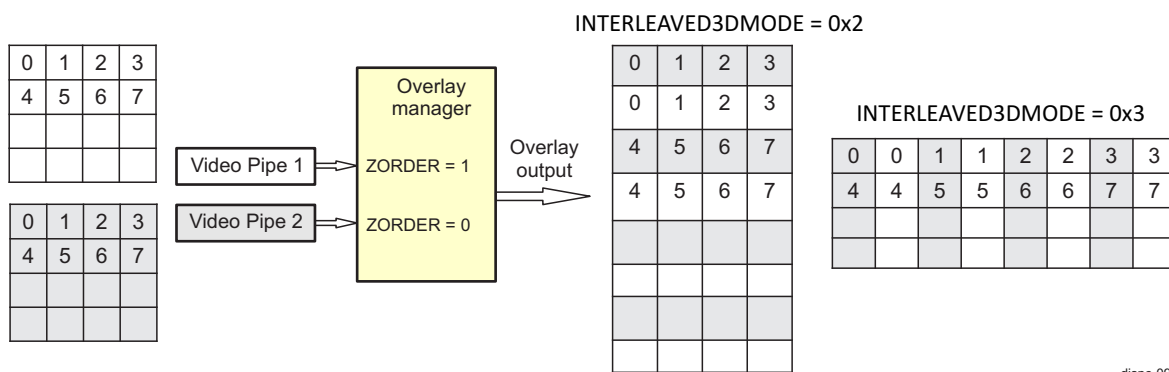 INTERLEAVED3DMODE = 0x2
0 1 2 3
4 5 6 7
0 1 2 3
4 5 6 7
Video Pipe 1
Video Pipe 2
Overlay
manager
ZORDER = 1
ZORDER = 0
Overlay
output
0 1 2 3
0 1 2 3
4 5 6 7
4 5 6 7
INTERLEAVED3DMODE = 0x3
0 0 1 1 2 2 3 3
4 4 5 5 6 6 7 7